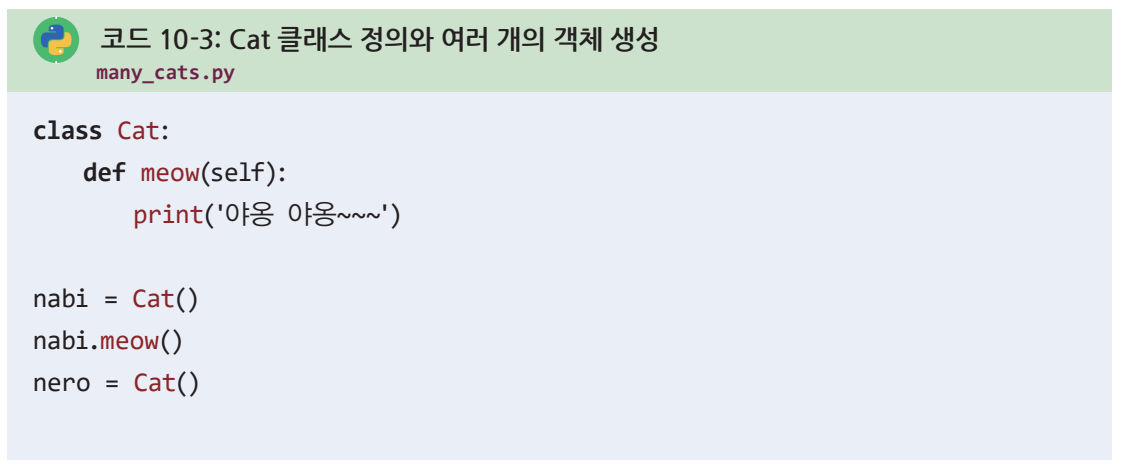 코드 10-3: Cat 클래스 정의와 여러 개의 객체 생성
many_cats.py
class Cat:
    def meow(self):
        print('야옹 야옹~~~')
nabi = Cat()
nabi.meow()
nero = Cat()